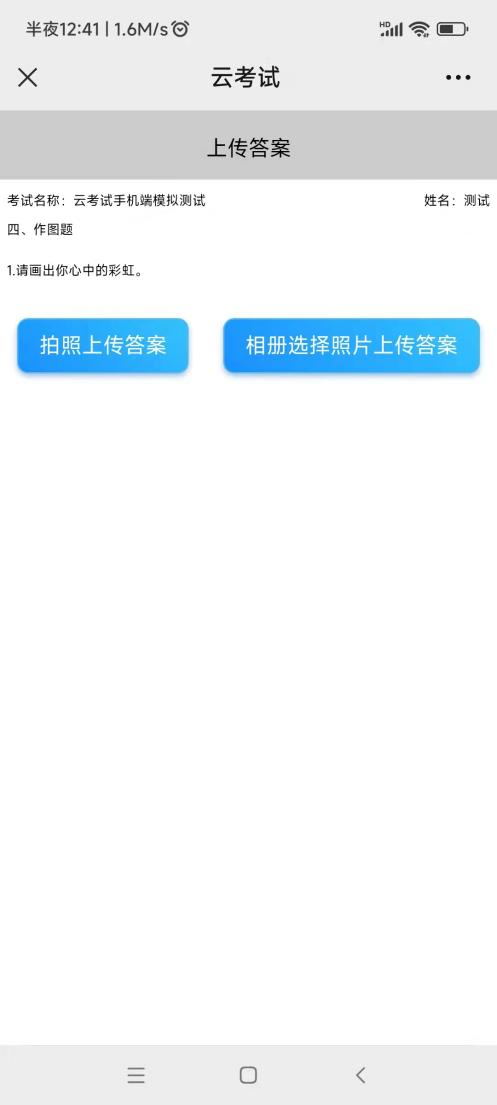 半夜12:41 | 1.6M/s
HD
云考试
上传答案
考试名称：云考试手机端模拟测试 姓名：测试
四、作图题
1.请画出你心中的彩虹。
拍照上传答案 相册选择照片上传答案